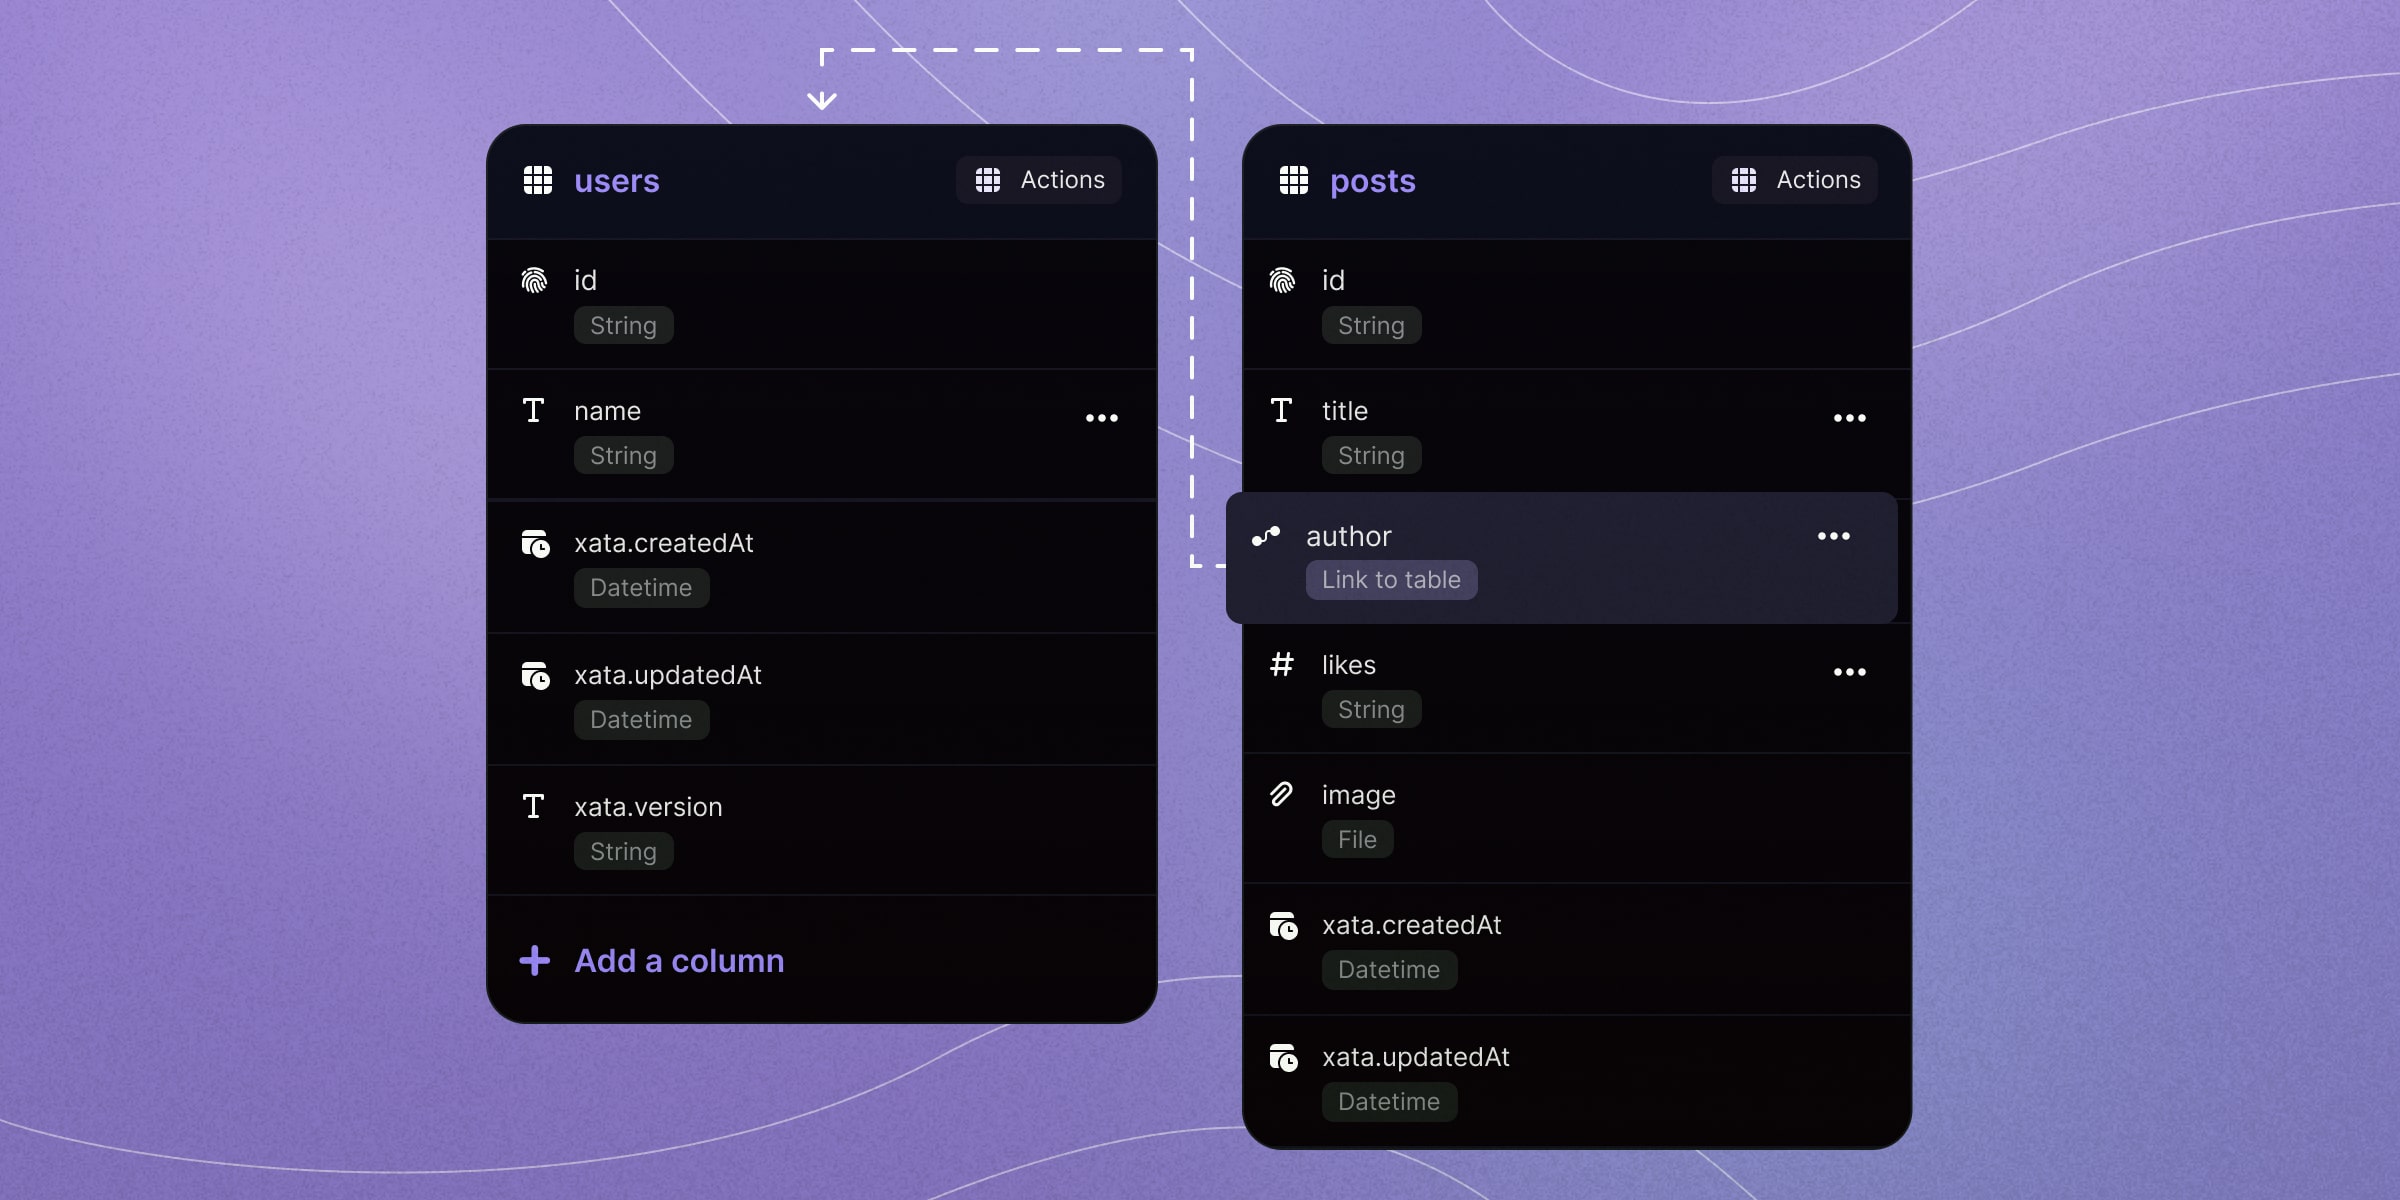 users
Actions
id
String
name
String
xata.createdAt
Datetime
xata.updatedAt
Datetime
xata.version
String
Add a column
posts
Actions
id
String
title
String
author
Link to table
likes
String
image
File
xata.createdAt
Datetime
xata.updatedAt
Datetime